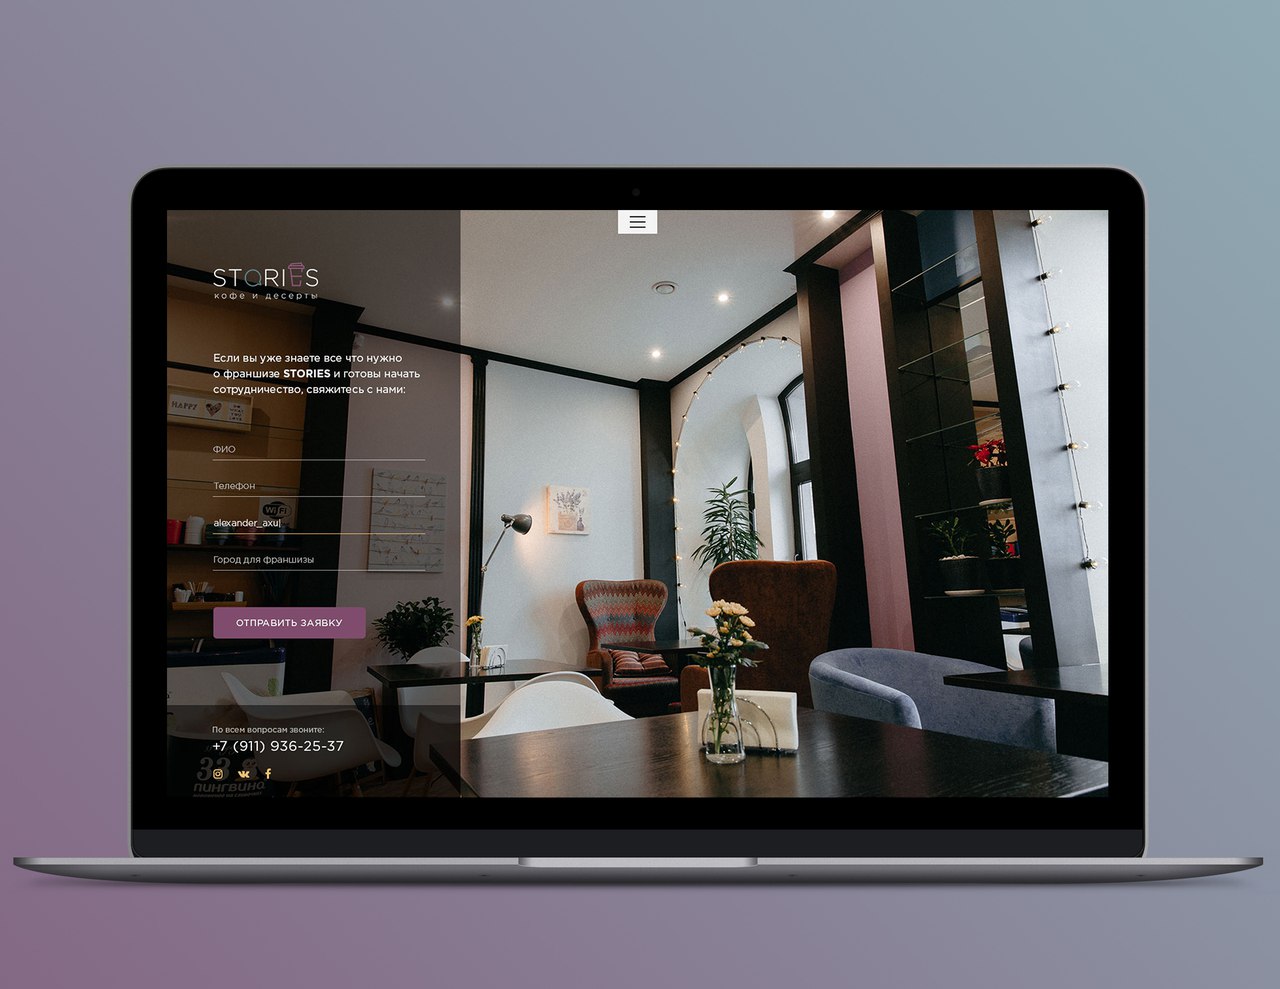 STORIES
кофе и десерты
Если вы уже знаете все что нужно
о франшизе STORIES и готовы начать
сотрудничество, свяжитесь с нами:
HAPPY
ФИО
Телефон
WiFi
alexander_axu
Город для франшизы
ОТПРАВИТЬ ЗАЯВКУ
По всем вопросам звоните:
+7 (911) 936-25-37
33
ПИНГВИНА